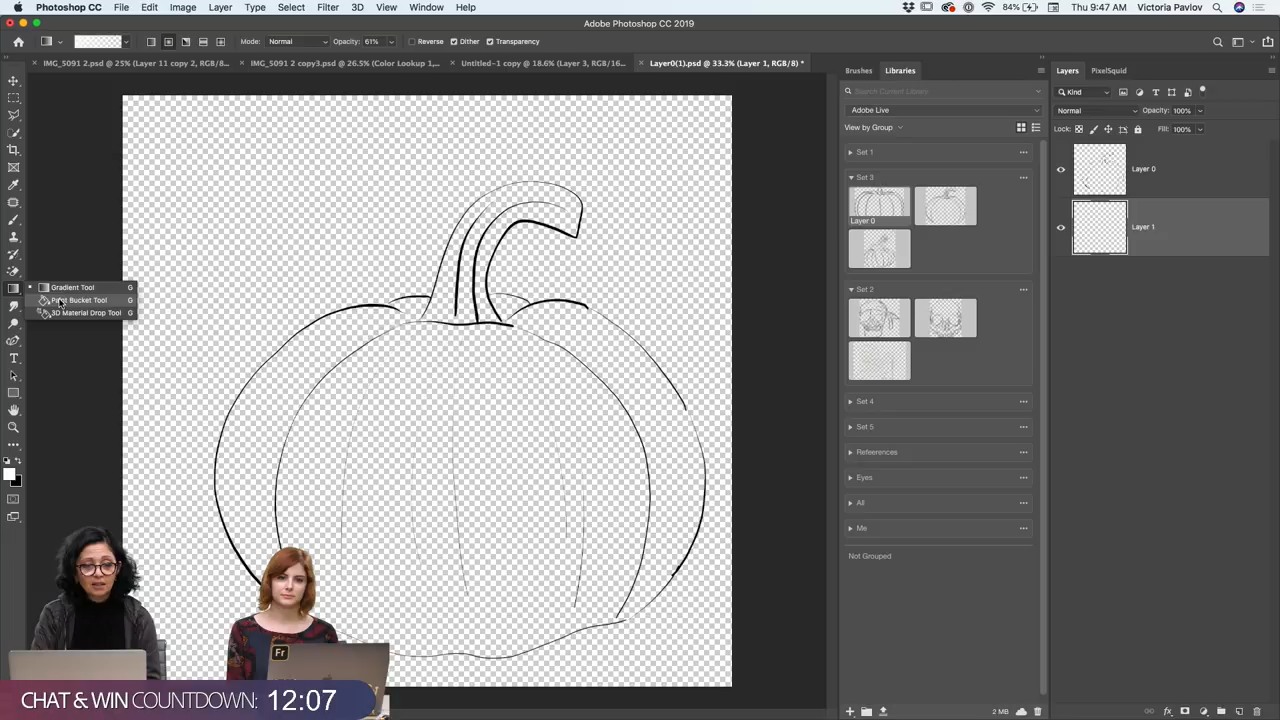 Photoshop CC File Edit Image Layer Type Select Filter 3D View Window Help 84% Thu 9:47 AM Victoria Pavlov
Adobe Photoshop CC 2019
Mode: Normal Opacity: 61% Reverse Dither Transparency
IMG_5091 2.psd @ 25% (Layer 11 copy 2, RGB/8... IMG_5091 2 copy3.psd @ 26.5% (Color Lookup 1,... Untitled-1 copy @ 18.6% (Layer 3, RGB/16... Layer0(1).psd @ 33.3% (Layer 1, RGB/8) *
Brushes Libraries
Layers PixelSquid
Search Current Library
Kind
Adobe Live
Normal Opacity: 100%
View by Group
Lock: Fill: 100%
Set 1
Set 3
Layer 0
Layer 0
Layer 1
Gradient Tool G
Paint Bucket Tool G
3D Material Drop Tool G
Set 2
Set 4
Set 5
Refeerences
Eyes
All
Me
Not Grouped
Fr
CHAT & WIN COUNTDOWN: 12:07
2 MB
fx